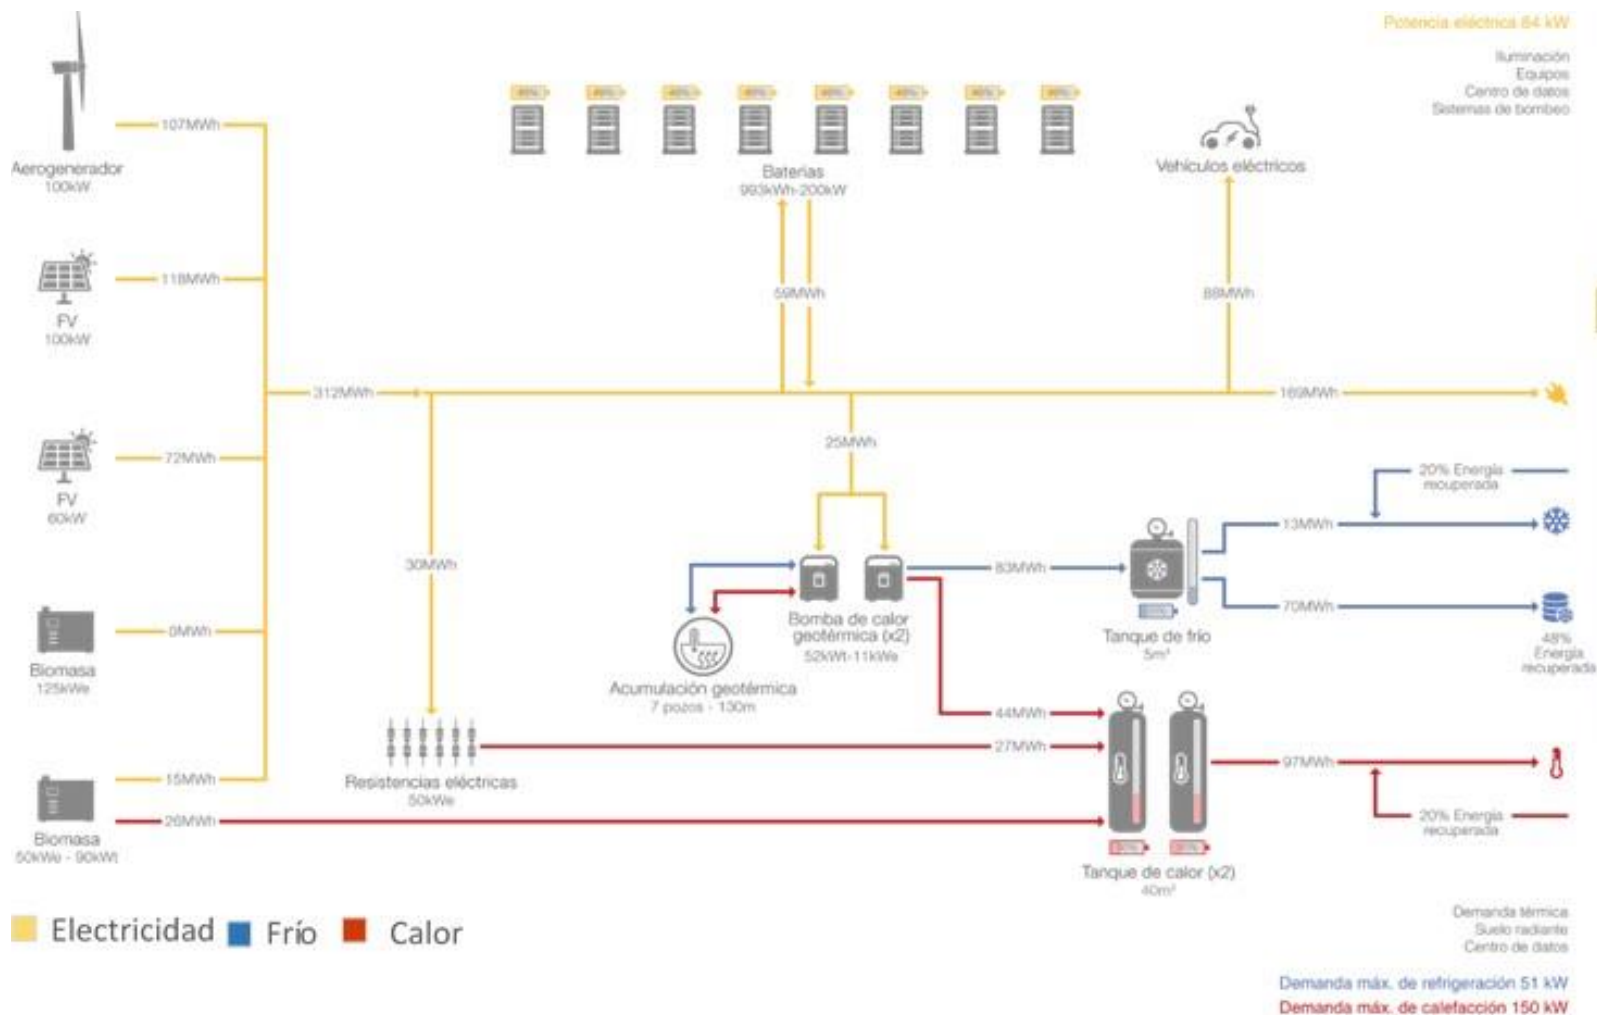 Potencia eléctrica 84 kW
Iluminación
Equipos
Centro de datos
Sistemas de bombeo
Aerogenerador
100kW
107MWh
Baterías
993kWh-200kW
Vehículos eléctricos
FV
100kW
118MWh
59MWh
88MWh
312MWh
169MWh
FV
60kW
72MWh
25MWh
20% Energía
recuperada
13MWh
30MWh
83MWh
70MWh
Biomasa
125kWe
0MWh
Bomba de calor
geotérmica (x2)
52kWt-11kWe
Tanque de frío
5m³
48%
Energía
recuperada
Acumulación geotérmica
7 pozos - 130m
44MWh
27MWh
97MWh
Resistencias eléctricas
50kWe
Biomasa
50kWe - 90kWt
15MWh
26MWh
20% Energía
recuperada
Tanque de calor (x2)
40m³
Electricidad
Frío
Calor
Demanda térmica
Suelo radiante
Centro de datos
Demanda máx. de refrigeración 51 kW
Demanda máx. de calefacción 150 kW